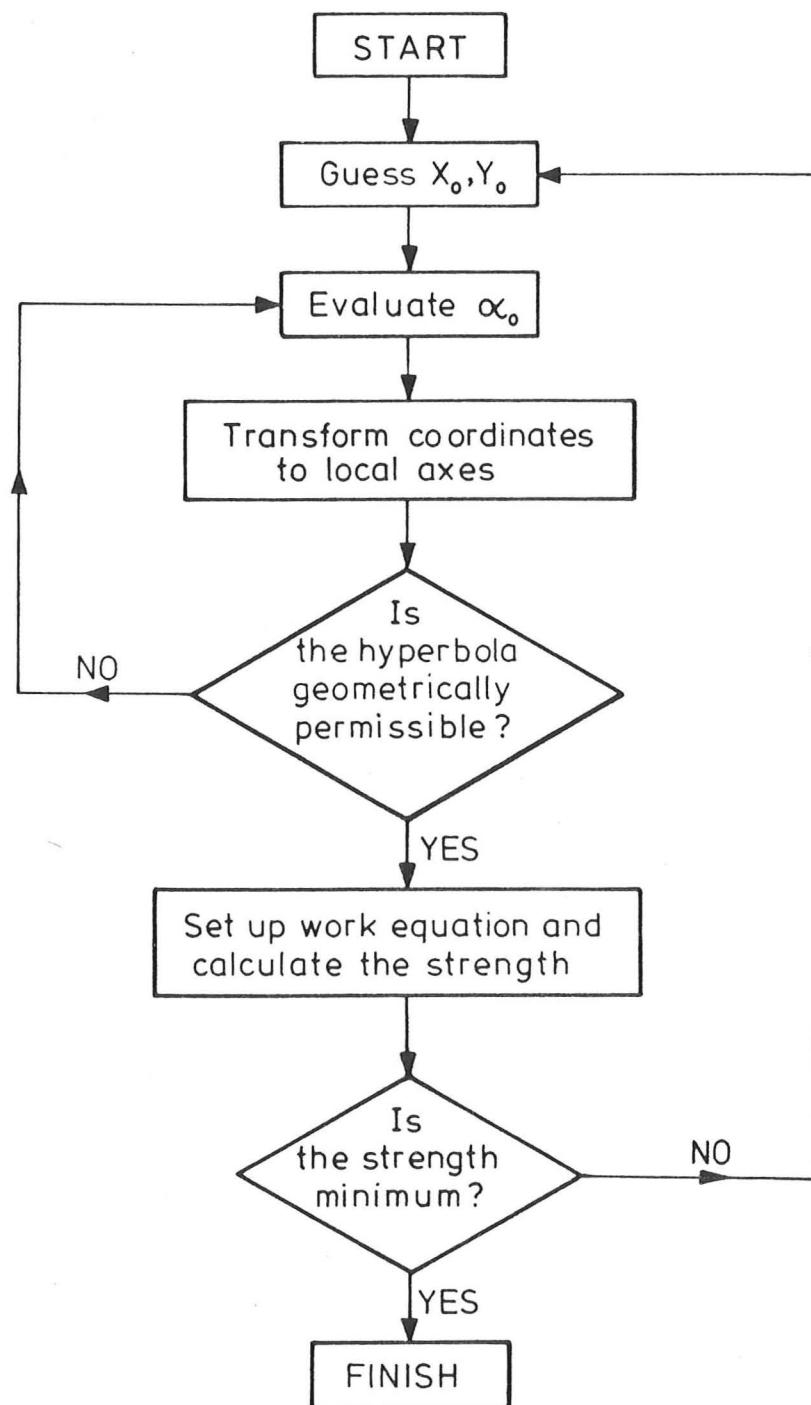 START
Guess X₀,Y₀
Evaluate α₀
Transform coordinates
to local axes
Is
the hyperbola
geometrically
permissible?
NO
YES
Set up work equation and
calculate the strength
Is
the strength
minimum?
NO
YES
FINISH